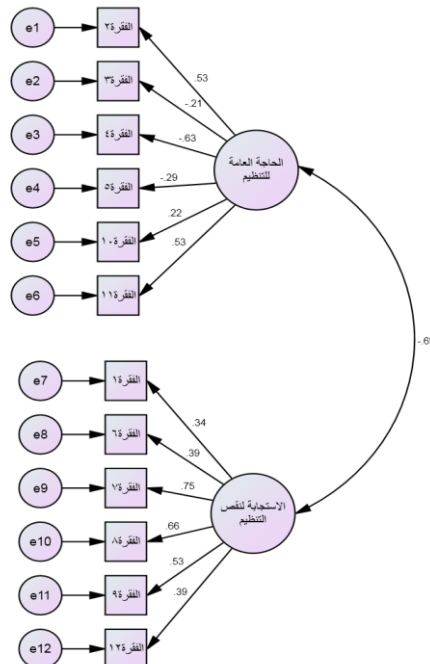 e1
الفقرة٢
.53
e2
الفقرة٣
-.21
e3
الفقرة٤
-.63
e4
الفقرة٥
-.29
e5
الفقرة١٠
.22
e6
الفقرة١١
.53
الحاجة العامة
للتنظيم
e7
الفقرة١
.34
e8
الفقرة٦
.39
e9
الفقرة٧
.75
e10
الفقرة٨
.66
e11
الفقرة٩
.53
e12
الفقرة١٢
.39
الاستجابة لنقص
التنظيم